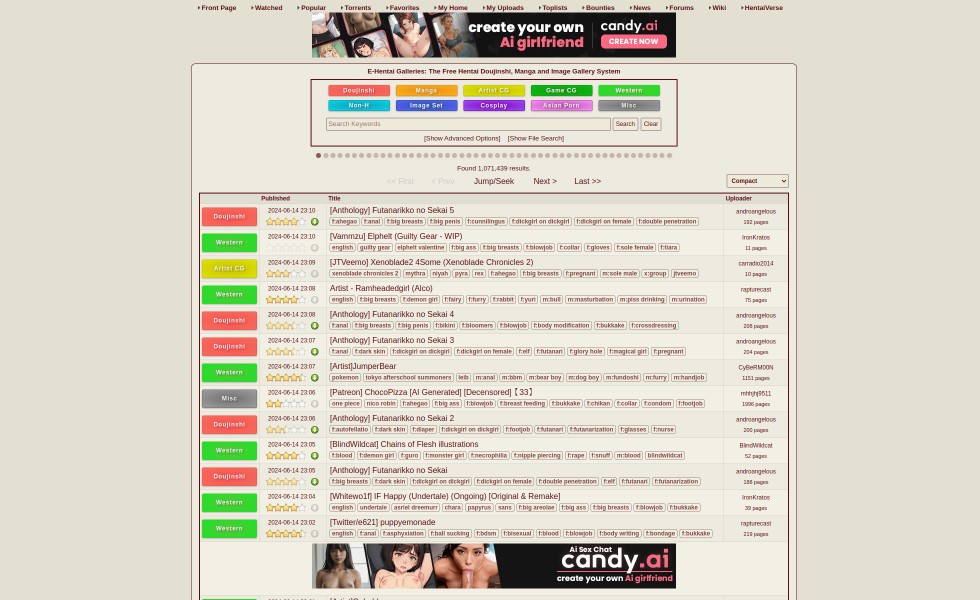 Front Page Watched Popular Torrents Favorites My Home My Uploads Toplists Bounties News Forums Wiki HentaiVerse
create your own Ai girlfriend candy.ai CREATE NOW
E-Hentai Galleries: The Free Hentai Doujinshi, Manga and Image Gallery System
Doujinshi Manga Artist CG Game CG Western
Non-H Image Set Cosplay Asian Porn Misc
Search Keywords Search Clear
[Show Advanced Options] [Show File Search]
Found 1,071,439 results.
<< First < Prev Jump/Seek Next > Last >> Compact
Published Title Uploader
Doujinshi 2024-06-14 23:10 [Anthology] Futanarikko no Sekai 5 androangelous
f:ahegao f:anal f:big breasts f:big penis f:cunnilingus f:dickgirl on dickgirl f:dickgirl on female f:double penetration 192 pages
Western 2024-06-14 23:10 [Vammzu] Elphelt (Guilty Gear - WIP) IronKratos
english guilty gear elphelt valentine f:big ass f:big breasts f:blowjob f:collar f:gloves f:sole female f:tiara 11 pages
Artist CG 2024-06-14 23:09 [JTVeemo] Xenoblade2 4Some (Xenoblade Chronicles 2) carradio2014
xenoblade chronicles 2 mythra niyah pyra rex f:ahegao f:big breasts f:pregnant m:sole male x:group jtveemo 10 pages
Western 2024-06-14 23:08 Artist - Ramheadedgirl (Alco) rapturecast
english f:big breasts f:demon girl f:fairy f:furry f:rabbit f:yuri m:bull m:masturbation m:piss drinking m:urination 75 pages
Doujinshi 2024-06-14 23:08 [Anthology] Futanarikko no Sekai 4 androangelous
f:anal f:big breasts f:big penis f:bikini f:bloomers f:blowjob f:body modification f:bukkake f:crossdressing 208 pages
Doujinshi 2024-06-14 23:07 [Anthology] Futanarikko no Sekai 3 androangelous
f:anal f:dark skin f:dickgirl on dickgirl f:dickgirl on female f:elf f:futanari f:glory hole f:magical girl f:pregnant 204 pages
Western 2024-06-14 23:07 [Artist]JumperBear CyBeRM00N
pokemon tokyo afterschool summoners leib m:anal m:bbm m:bear boy m:dog boy m:fundoshi m:furry m:handjob 1151 pages
Misc 2024-06-14 23:06 [Patreon] ChocoPizza [AI Generated] [Decensored]【33】 mhhjhj9511
one piece nico robin f:ahegao f:big ass f:blowjob f:breast feeding f:bukkake f:chikan f:collar f:condom f:footjob 1996 pages
Doujinshi 2024-06-14 23:06 [Anthology] Futanarikko no Sekai 2 androangelous
f:autofellatio f:dark skin f:diaper f:dickgirl on dickgirl f:footjob f:futanari f:futanarization f:glasses f:nurse 200 pages
Western 2024-06-14 23:05 [BlindWildcat] Chains of Flesh illustrations BlindWildcat
f:blood f:demon girl f:guro f:monster girl f:necrophilia f:nipple piercing f:rape f:snuff m:blood blindwildcat 52 pages
Doujinshi 2024-06-14 23:05 [Anthology] Futanarikko no Sekai androangelous
f:big breasts f:dark skin f:dickgirl on dickgirl f:dickgirl on female f:double penetration f:elf f:futanari f:futanarization 188 pages
Western 2024-06-14 23:04 [Whitewo1f] IF Happy (Undertale) (Ongoing) [Original & Remake] IronKratos
english undertale asriel dreemurr chara papyrus sans f:big areolae f:big ass f:big breasts f:blowjob f:bukkake 39 pages
Western 2024-06-14 23:02 [Twitter/e621] puppyemonade rapturecast
english f:anal f:asphyxiation f:ball sucking f:bdsm f:bisexual f:blood f:blowjob f:body writing f:bondage f:bukkake 219 pages
Ai Sex Chat
candy.ai
create your own Ai girlfriend